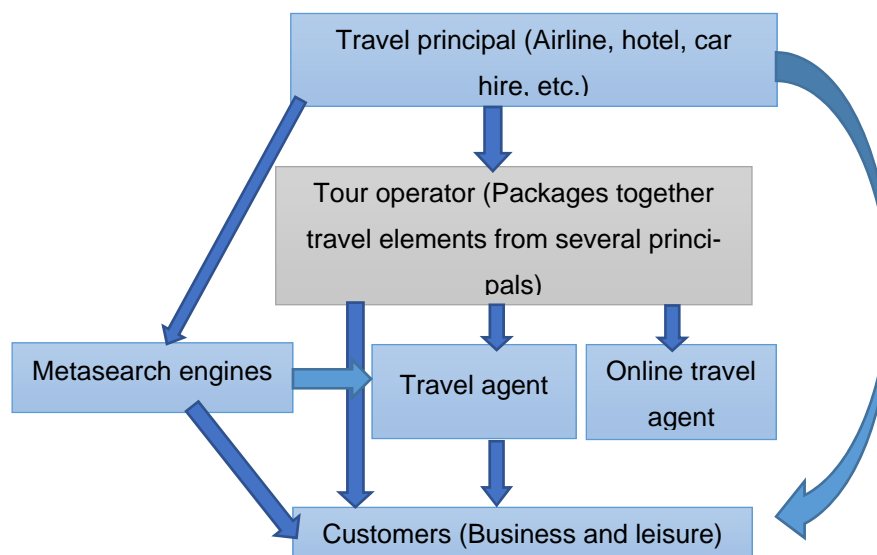 Travel principal (Airline, hotel, car
hire, etc.)
Tour operator (Packages together
travel elements from several princi-
pals)
Metasearch engines
Travel agent
Online travel
agent
Customers (Business and leisure)